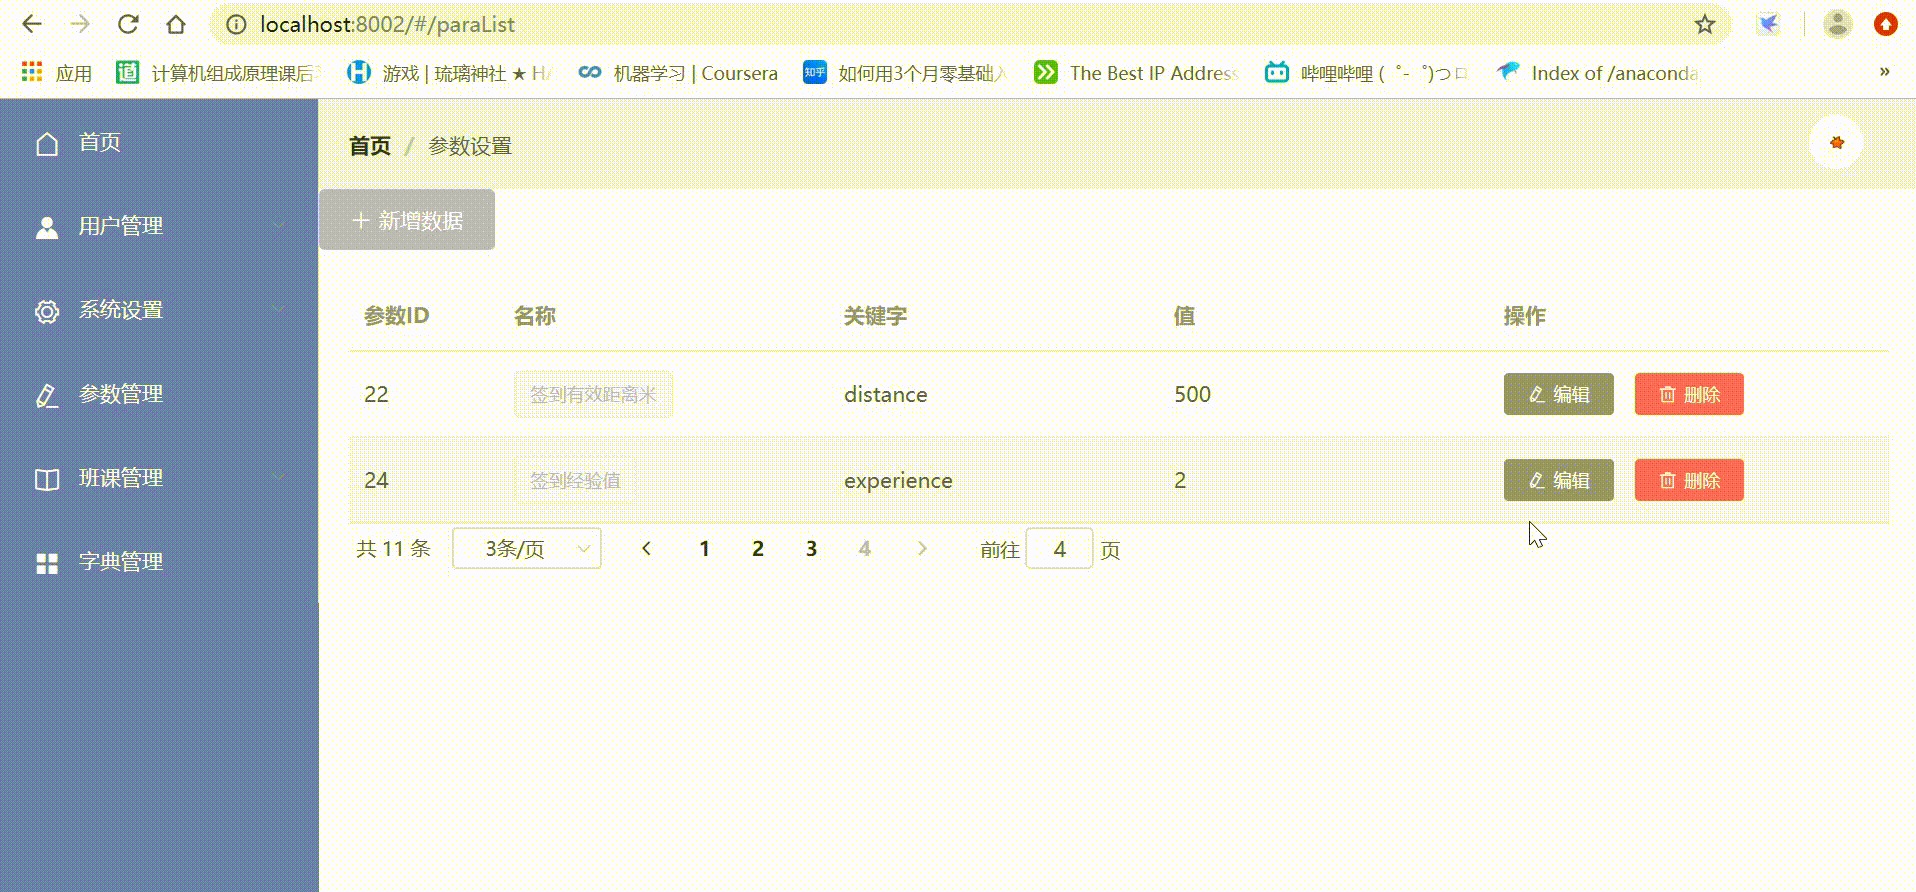 localhost:8002/#/paraList
应用 计算机组成原理课后 游戏 | 琉璃神社 ★ HA 机器学习 | Coursera 知乎 如何用3个月零基础入 The Best IP Address 哔哩哔哩 ( ゜- ゜)つロ Index of /anaconda »
首页
用户管理
系统设置
参数管理
班课管理
字典管理
首页 / 参数设置
+ 新增数据
参数ID 名称 关键字 值 操作
22 签到有效距离米 distance 500 编辑 删除
24 签到经验值 experience 2 编辑 删除
共 11 条 3条/页 < 1 2 3 4 > 前往 4 页